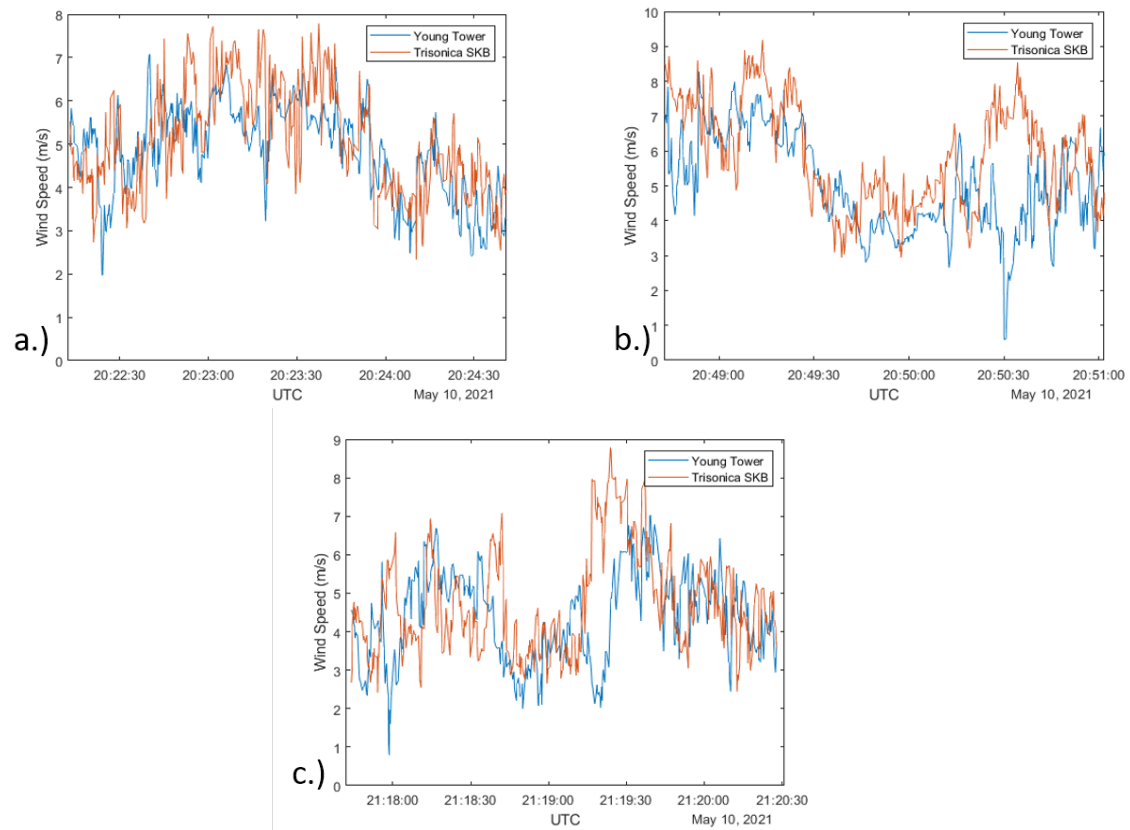 8
7
6
5
4
3
2
1
0
Wind Speed (m/s)
Young Tower
Trisonica SKB
20:22:30
20:23:00
20:23:30
20:24:00
20:24:30
UTC
May 10, 2021
a.)
10
9
8
7
6
5
4
3
2
1
0
Wind Speed (m/s)
Young Tower
Trisonica SKB
20:49:00
20:49:30
20:50:00
20:50:30
20:51:00
UTC
May 10, 2021
b.)
9
8
7
6
5
4
3
2
1
0
Wind Speed (m/s)
Young Tower
Trisonica SKB
21:18:00
21:18:30
21:19:00
21:19:30
21:20:00
21:20:30
UTC
May 10, 2021
c.)